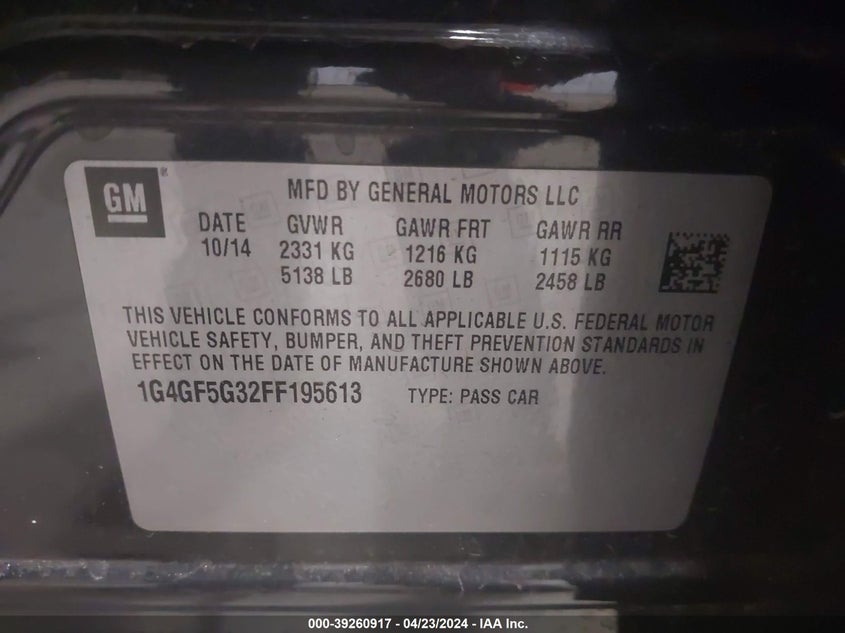 GM
MFD BY GENERAL MOTORS LLC
DATE GVWR GAWR FRT GAWR RR
10/14 2331 KG 1216 KG 1115 KG
5138 LB 2680 LB 2458 LB
THIS VEHICLE CONFORMS TO ALL APPLICABLE U.S. FEDERAL MOTOR
VEHICLE SAFETY, BUMPER, AND THEFT PREVENTION STANDARDS IN
EFFECT ON THE DATE OF MANUFACTURE SHOWN ABOVE.
1G4GF5G32FF195613 TYPE: PASS CAR
000-39260917 - 04/23/2024 - IAA Inc.